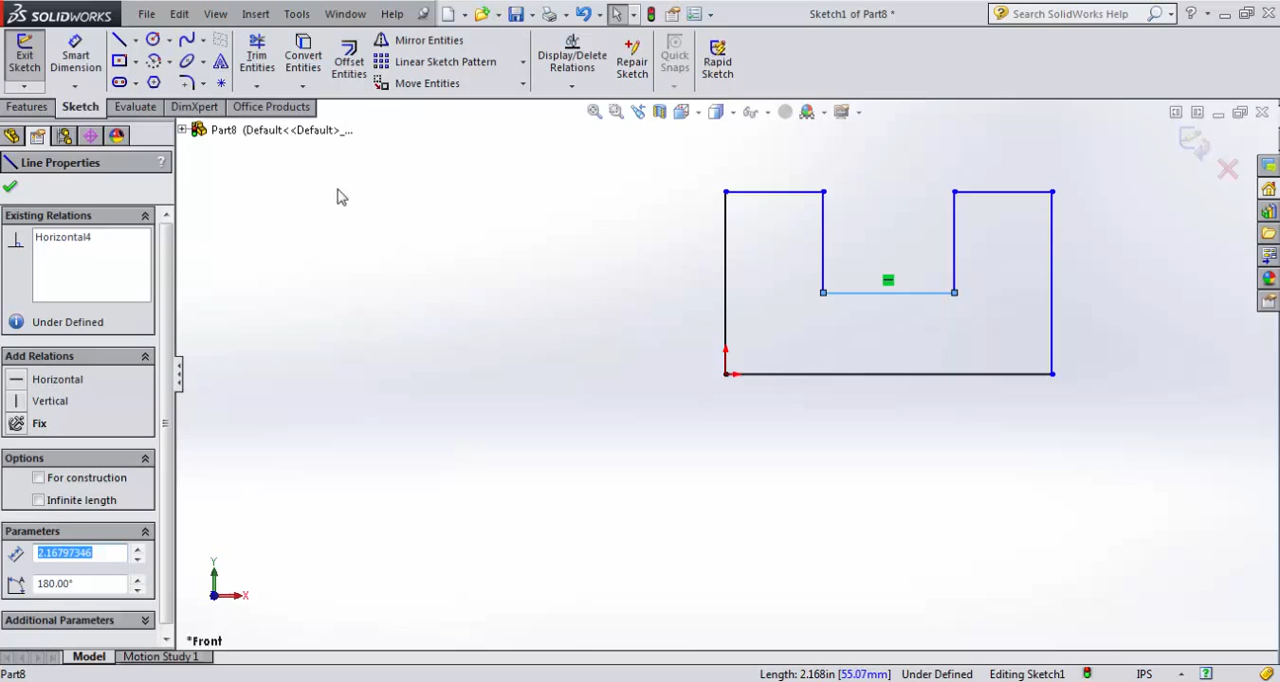 SOLIDWORKS File Edit View Insert Tools Window Help Sketch1 of Part8 * Search SolidWorks Help
Exit Sketch
Smart Dimension
Trim Entities
Convert Entities
Offset Entities
Mirror Entities
Linear Sketch Pattern
Move Entities
Display/Delete Relations
Repair Sketch
Quick Snaps
Rapid Sketch
Features Sketch Evaluate DimXpert Office Products
Part8 (Default<<Default>_...
Line Properties ?
Existing Relations
Horizontal4
Under Defined
Add Relations
Horizontal
Vertical
Fix
Options
For construction
Infinite length
Parameters
2.16797346
180.00°
Additional Parameters
Y
X
*Front
Model Motion Study 1
Part8 Length: 2.168in [55.07mm] Under Defined Editing Sketch1 IPS ?